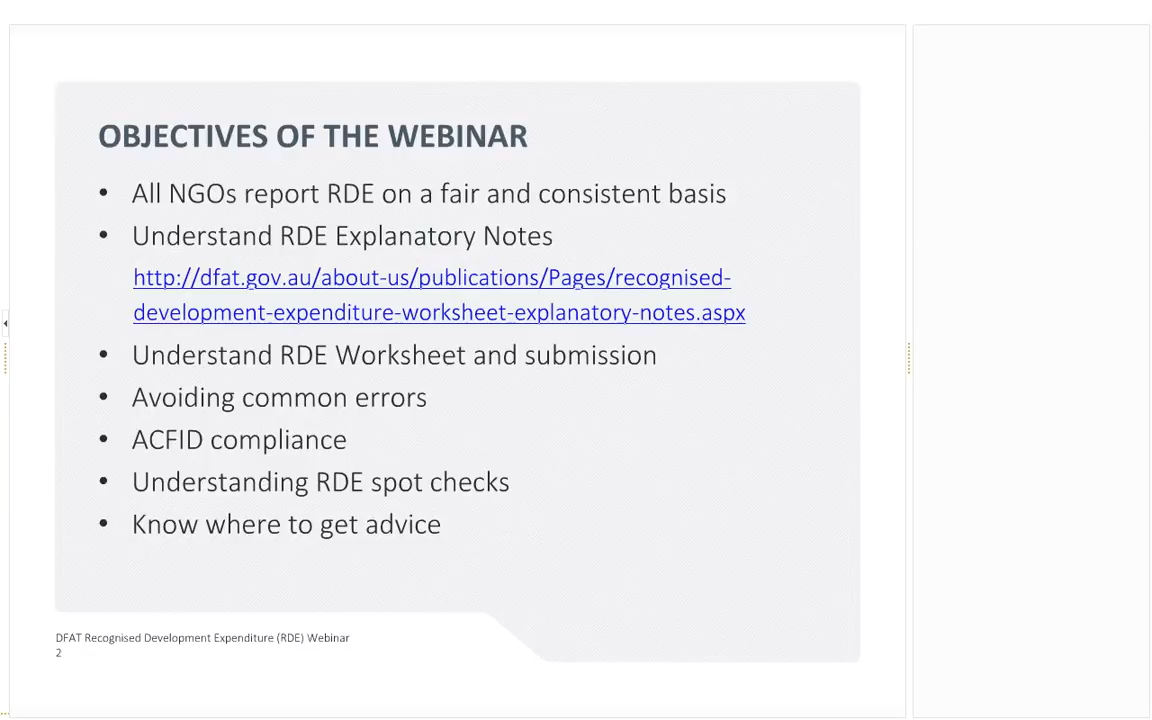 OBJECTIVES OF THE WEBINAR
• All NGOs report RDE on a fair and consistent basis
• Understand RDE Explanatory Notes
http://dfat.gov.au/about-us/publications/Pages/recognised-
development-expenditure-worksheet-explanatory-notes.aspx
• Understand RDE Worksheet and submission
• Avoiding common errors
• ACFID compliance
• Understanding RDE spot checks
• Know where to get advice
DFAT Recognised Development Expenditure (RDE) Webinar
2